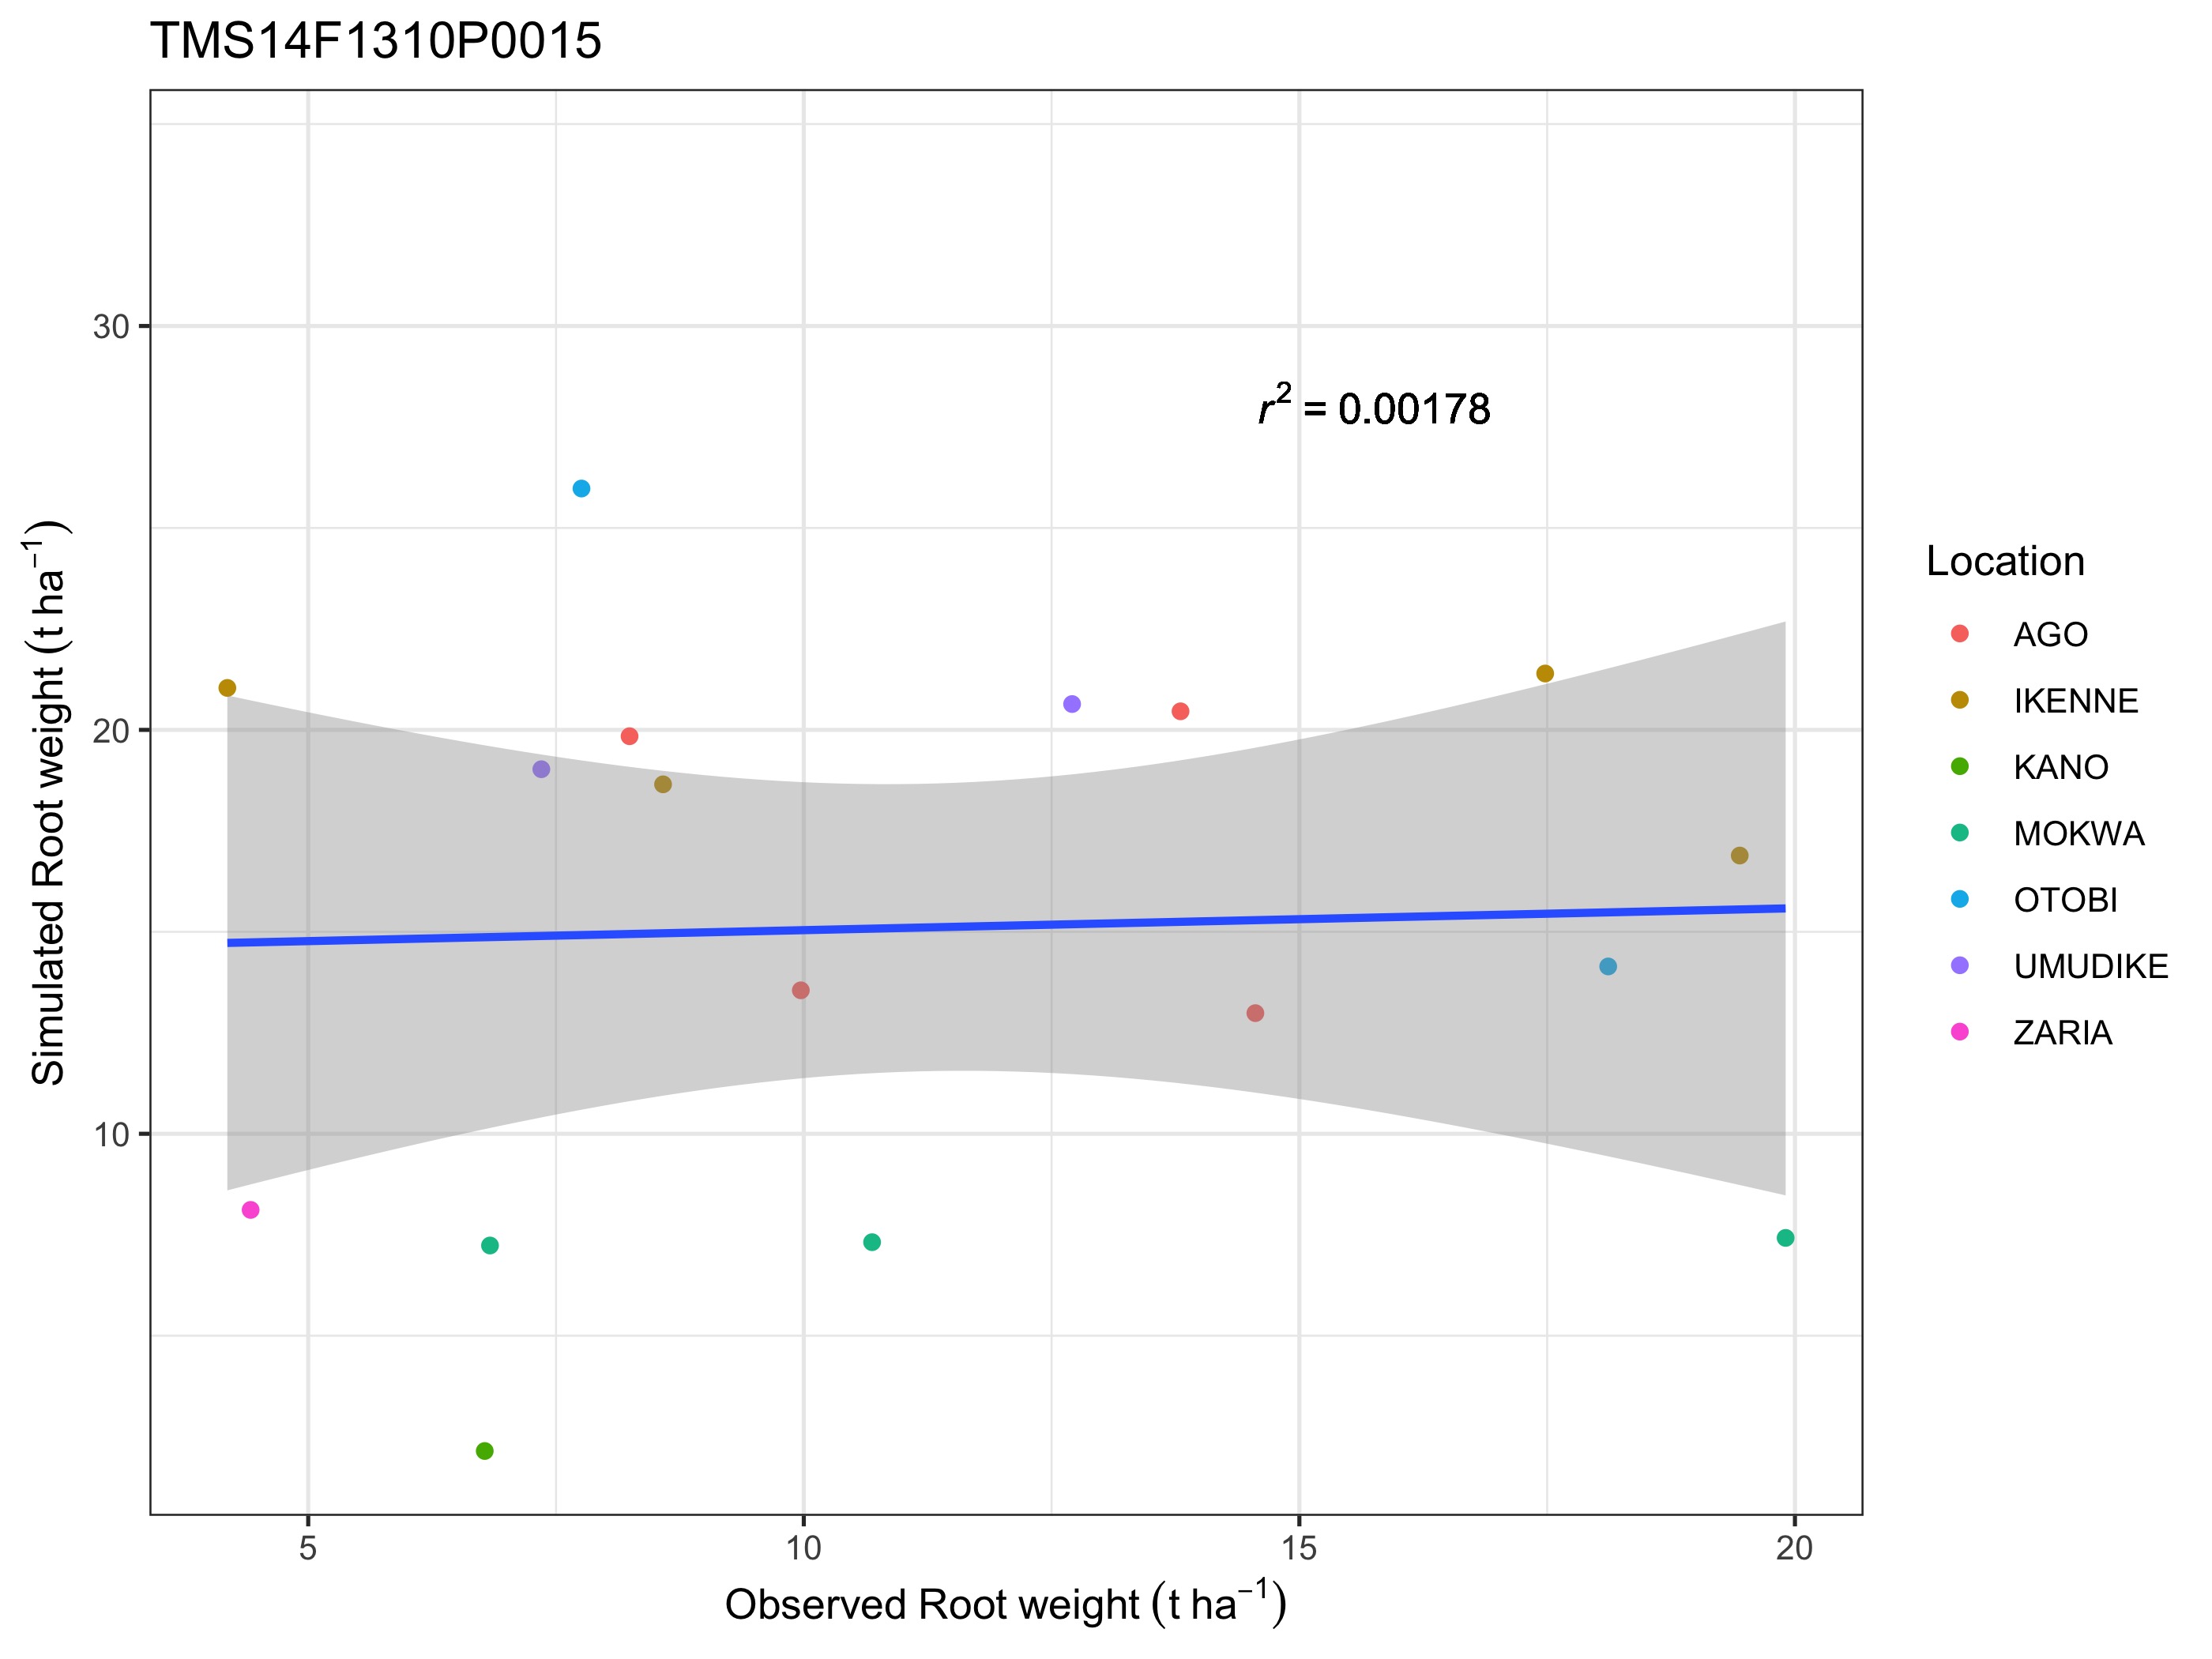 TMS14F1310P0015
r² = 0.00178
30
20
10
Simulated Root weight (t ha⁻¹)
5 10 15 20
Observed Root weight (t ha⁻¹)
Location
AGO
IKENNE
KANO
MOKWA
OTOBI
UMUDIKE
ZARIA